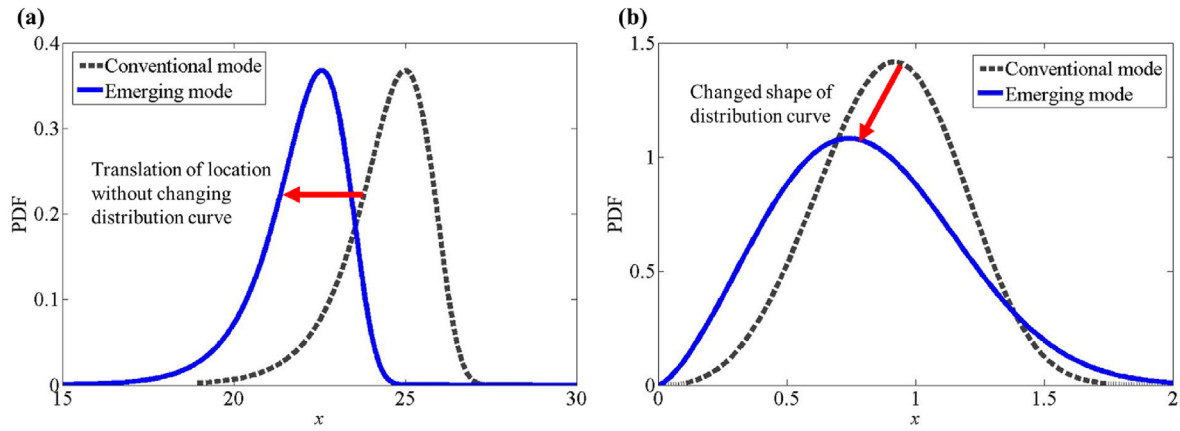 (a)
0.4
0.3
0.2
0.1
0
PDF
Conventional mode
Emerging mode
Translation of location
without changing
distribution curve
15
20
25
30
x
(b)
1.5
1
0.5
0
PDF
Conventional mode
Emerging mode
Changed shape of
distribution curve
0
0.5
1
1.5
2
x